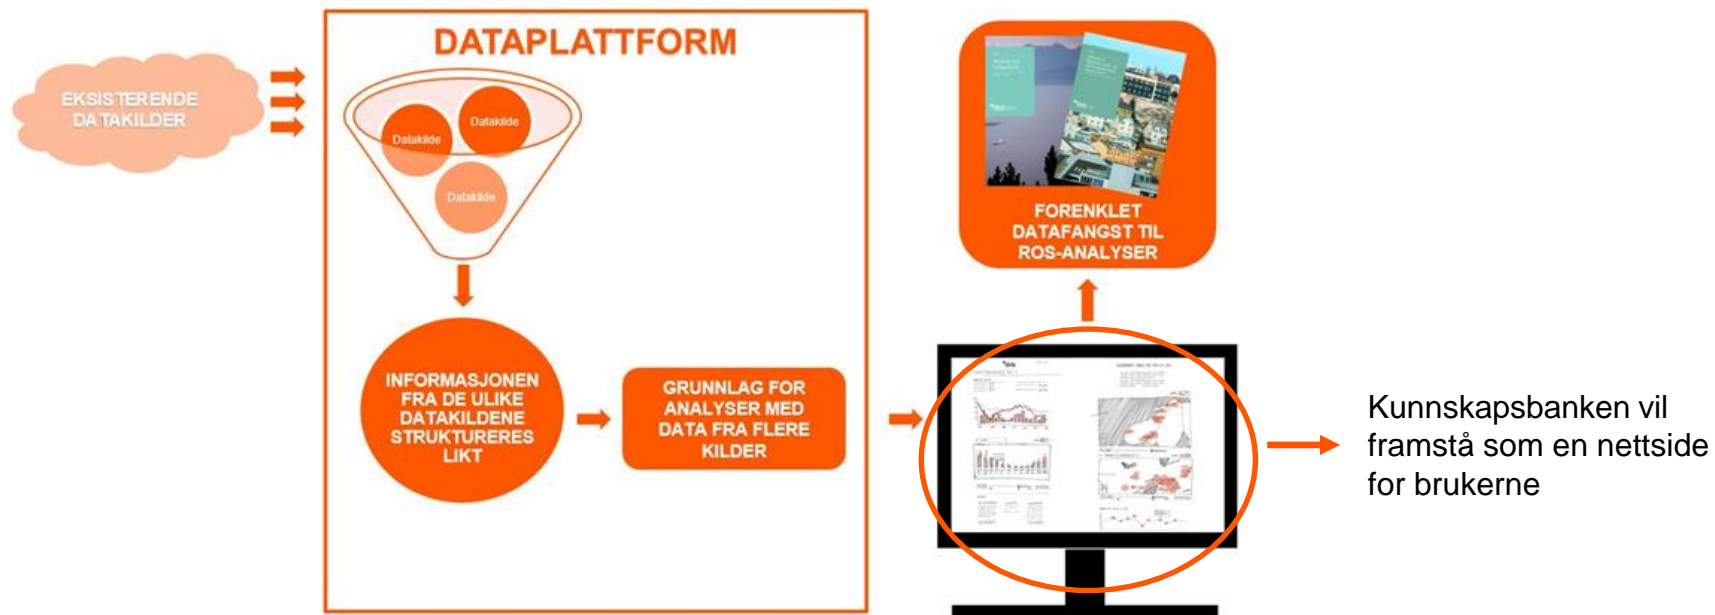 DATAPLATTFORM
EKSISTERENDE
DATAKILDER
Datakilde
Datakilde
Datakilde
INFORMASJONEN
FRA DE ULIKE
DATAKILDENE
STRUKTURERES
LIKT
GRUNNLAG FOR
ANALYSER MED
DATA FRA FLERE
KILDER
FORENKLET
DATAFANGST TIL
ROS-ANALYSER
Kunnskapsbanken vil
framstå som en nettside
for brukerne